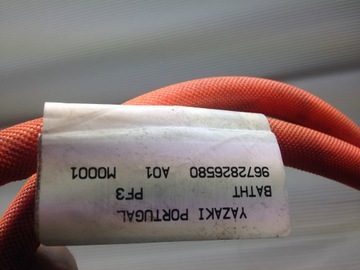 YAZAKI PORTUGAL
BATHT PF3
9672826580 A01 M0001